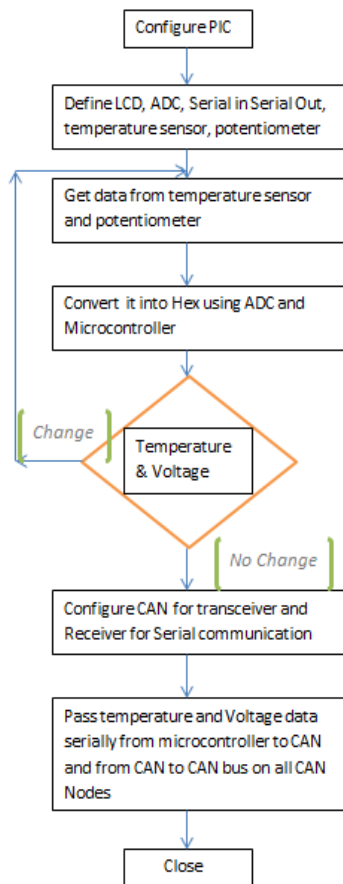 Configure PIC
Define LCD, ADC, Serial in Serial Out,
temperature sensor, potentiometer
Get data from temperature sensor
and potentiometer
Convert it into Hex using ADC and
Microcontroller
Change
Temperature
& Voltage
No Change
Configure CAN for transceiver and
Receiver for Serial communication
Pass temperature and Voltage data
serially from microcontroller to CAN
and from CAN to CAN bus on all CAN
Nodes
Close